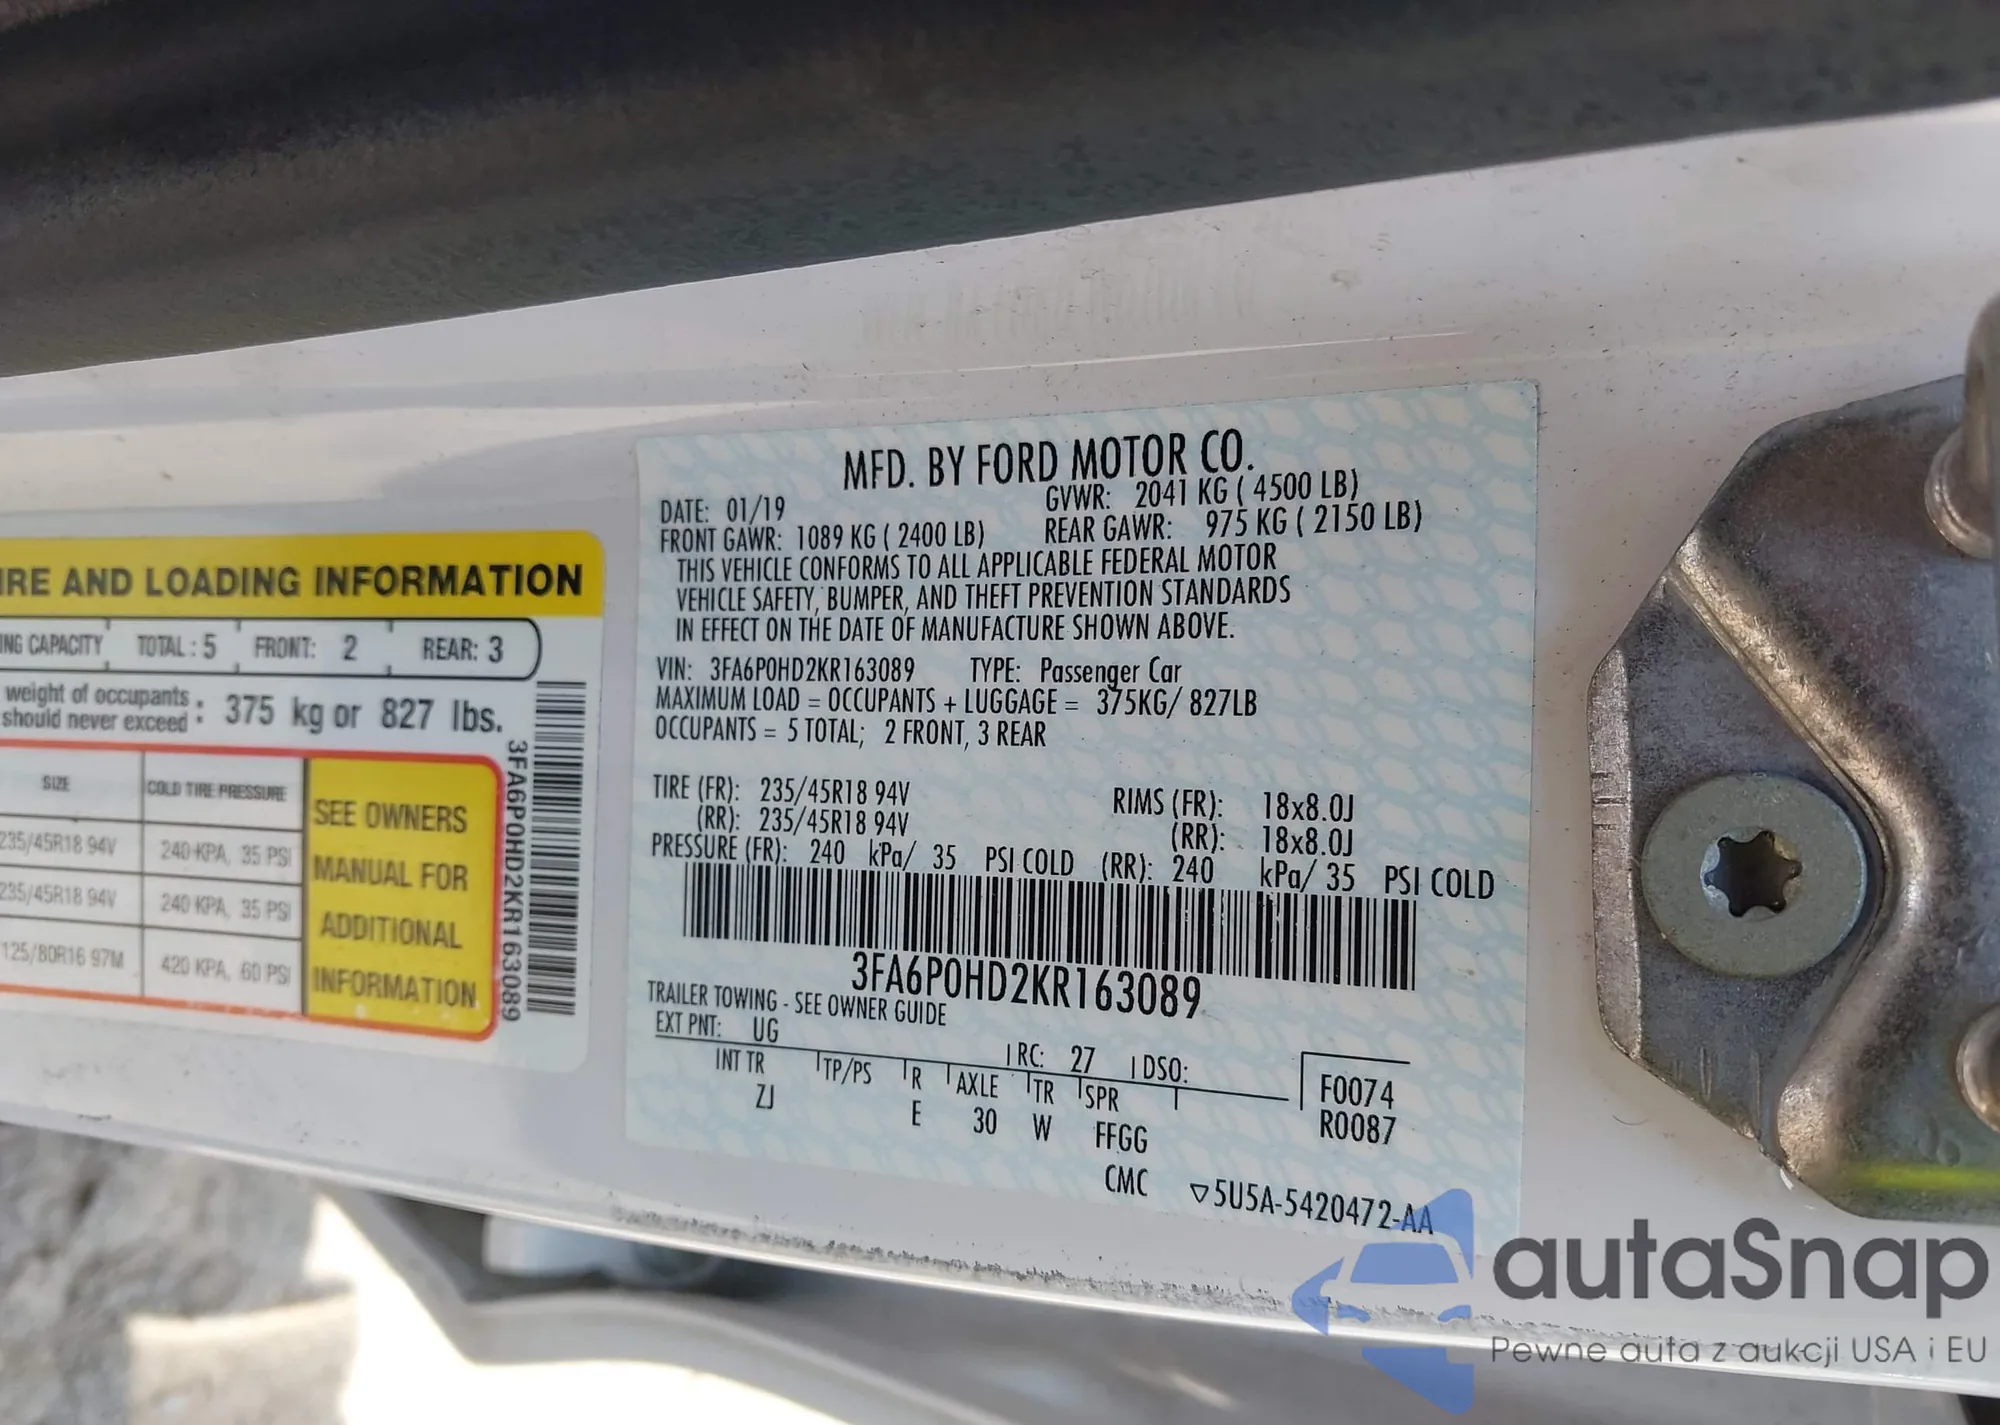 IRE AND LOADING INFORMATION
ING CAPACITY TOTAL : 5 FRONT: 2 REAR: 3
weight of occupants
should never exceed : 375 kg or 827 lbs.
SIZE COLD TIRE PRESSURE
235/45R18 94V 240 KPA, 35 PSI
235/45R18 94V 240 KPA, 35 PSI
125/80R16 97M 420 KPA, 60 PSI
SEE OWNERS
MANUAL FOR
ADDITIONAL
INFORMATION
3FA6P0HD2KR163089
MFD. BY FORD MOTOR CO.
DATE: 01/19 GVWR: 2041 KG ( 4500 LB)
FRONT GAWR: 1089 KG ( 2400 LB) REAR GAWR: 975 KG ( 2150 LB)
THIS VEHICLE CONFORMS TO ALL APPLICABLE FEDERAL MOTOR
VEHICLE SAFETY, BUMPER, AND THEFT PREVENTION STANDARDS
IN EFFECT ON THE DATE OF MANUFACTURE SHOWN ABOVE.
VIN: 3FA6P0HD2KR163089 TYPE: Passenger Car
MAXIMUM LOAD = OCCUPANTS + LUGGAGE = 375KG/ 827LB
OCCUPANTS = 5 TOTAL; 2 FRONT, 3 REAR
TIRE (FR): 235/45R18 94V RIMS (FR): 18x8.0J
(RR): 235/45R18 94V (RR): 18x8.0J
PRESSURE (FR): 240 kPa/ 35 PSI COLD (RR): 240 kPa/ 35 PSI COLD
3FA6P0HD2KR163089
TRAILER TOWING - SEE OWNER GUIDE
EXT PNT: UG RC: 27 DSO:
INT TR TP/PS R AXLE TR SPR F0074
ZJ E 30 W FFGG R0087
CMC ▽5U5A-5420472-AA
autaSnap
Pewne auta z aukcji USA i EU